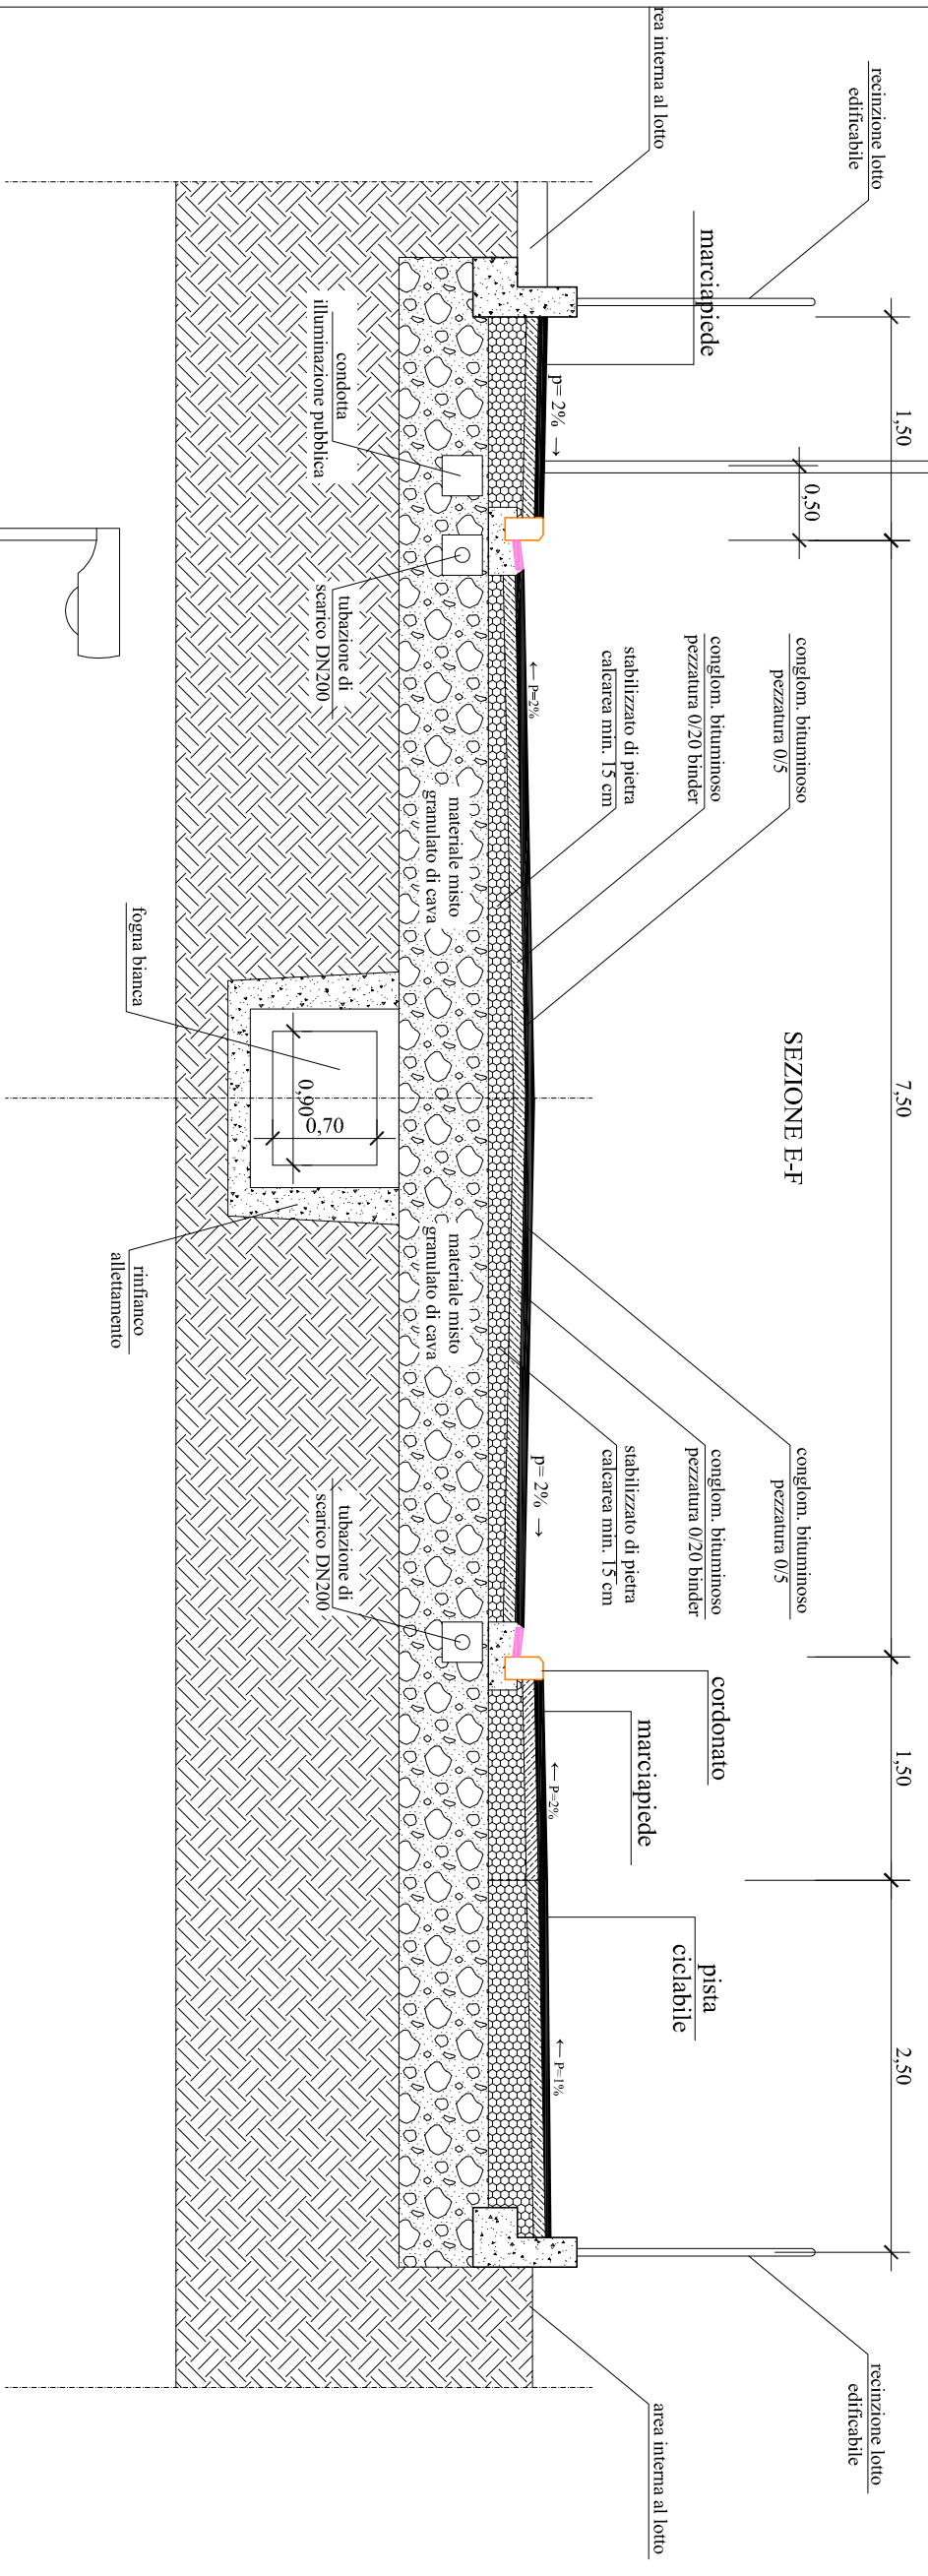 SEZIONE E-F
1,50
7,50
1,50
2,50
0,50
recinzione lotto
edificabile
rea interna al lotto
marciapiede
p= 2% →
conglom. bituminoso
pezzatura 0/5
conglom. bituminoso
pezzatura 0/20 binder
stabilizzato di pietra
calcarea min. 15 cm
← P=2%
conglom. bituminoso
pezzatura 0/5
conglom. bituminoso
pezzatura 0/20 binder
stabilizzato di pietra
calcarea min. 15 cm
p= 2% →
cordonato
marciapiede
← P=2%
pista
ciclabile
← P=1%
recinzione lotto
edificabile
area interna al lotto
materiale misto
granulato di cava
materiale misto
granulato di cava
condotta
illuminazione pubblica
tubazione di
scarico DN200
0,90
0,70
tubazione di
scarico DN200
fogna bianca
rinfianco
allettamento